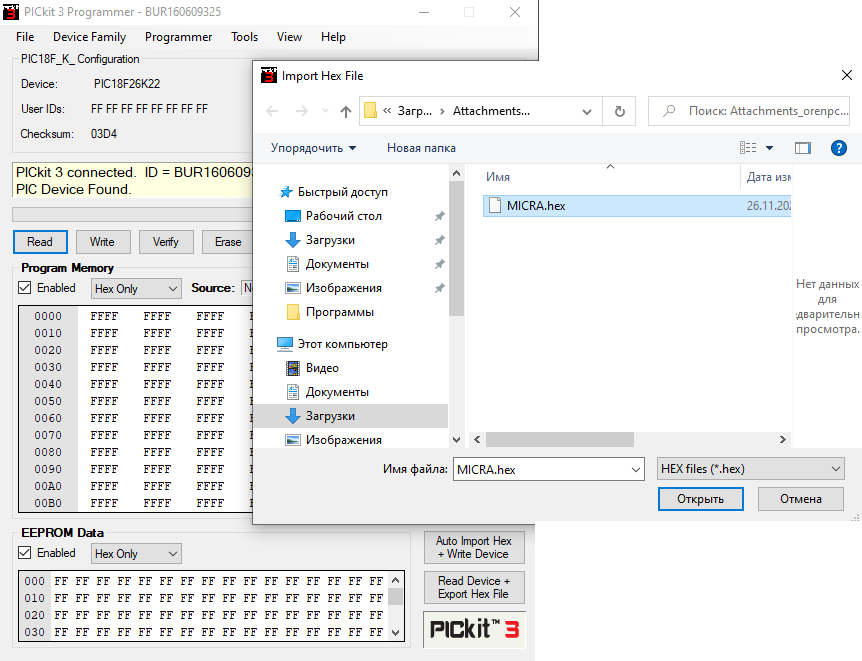 PICkit 3 Programmer - BUR160609325
File Device Family Programmer Tools View Help
PIC18F_K_ Configuration
Device: PIC18F26K22
User IDs: FF FF FF FF FF FF FF FF
Checksum: 03D4
PICkit 3 connected. ID = BUR160609
PIC Device Found.
Read Write Verify Erase
Program Memory
Enabled Hex Only Source:
0000 FFFF FFFF FFFF
0010 FFFF FFFF FFFF
0020 FFFF FFFF FFFF
0030 FFFF FFFF FFFF
0040 FFFF FFFF FFFF
0050 FFFF FFFF FFFF
0060 FFFF FFFF FFFF
0070 FFFF FFFF FFFF
0080 FFFF FFFF FFFF
0090 FFFF FFFF FFFF
00A0 FFFF FFFF FFFF
00B0 FFFF FFFF FFFF
EEPROM Data
Enabled Hex Only
000 FF FF FF FF FF FF FF FF FF FF FF FF FF FF FF FF
010 FF FF FF FF FF FF FF FF FF FF FF FF FF FF FF FF
020 FF FF FF FF FF FF FF FF FF FF FF FF FF FF FF FF
030 FF FF FF FF FF FF FF FF FF FF FF FF FF FF FF FF
Auto Import Hex
+ Write Device
Read Device +
Export Hex File
PICkit™ 3
Import Hex File
« Загр... › Attachments...
Поиск: Attachments_orenpc...
Упорядочить Новая папка
Быстрый доступ
Рабочий стол
Загрузки
Документы
Изображения
Программы
Этот компьютер
Видео
Документы
Загрузки
Изображения
Имя Дата изм
MICRA.hex 26.11.202
Нет данных
для
едварительн
просмотра.
Имя файла: MICRA.hex HEX files (*.hex)
Открыть Отмена